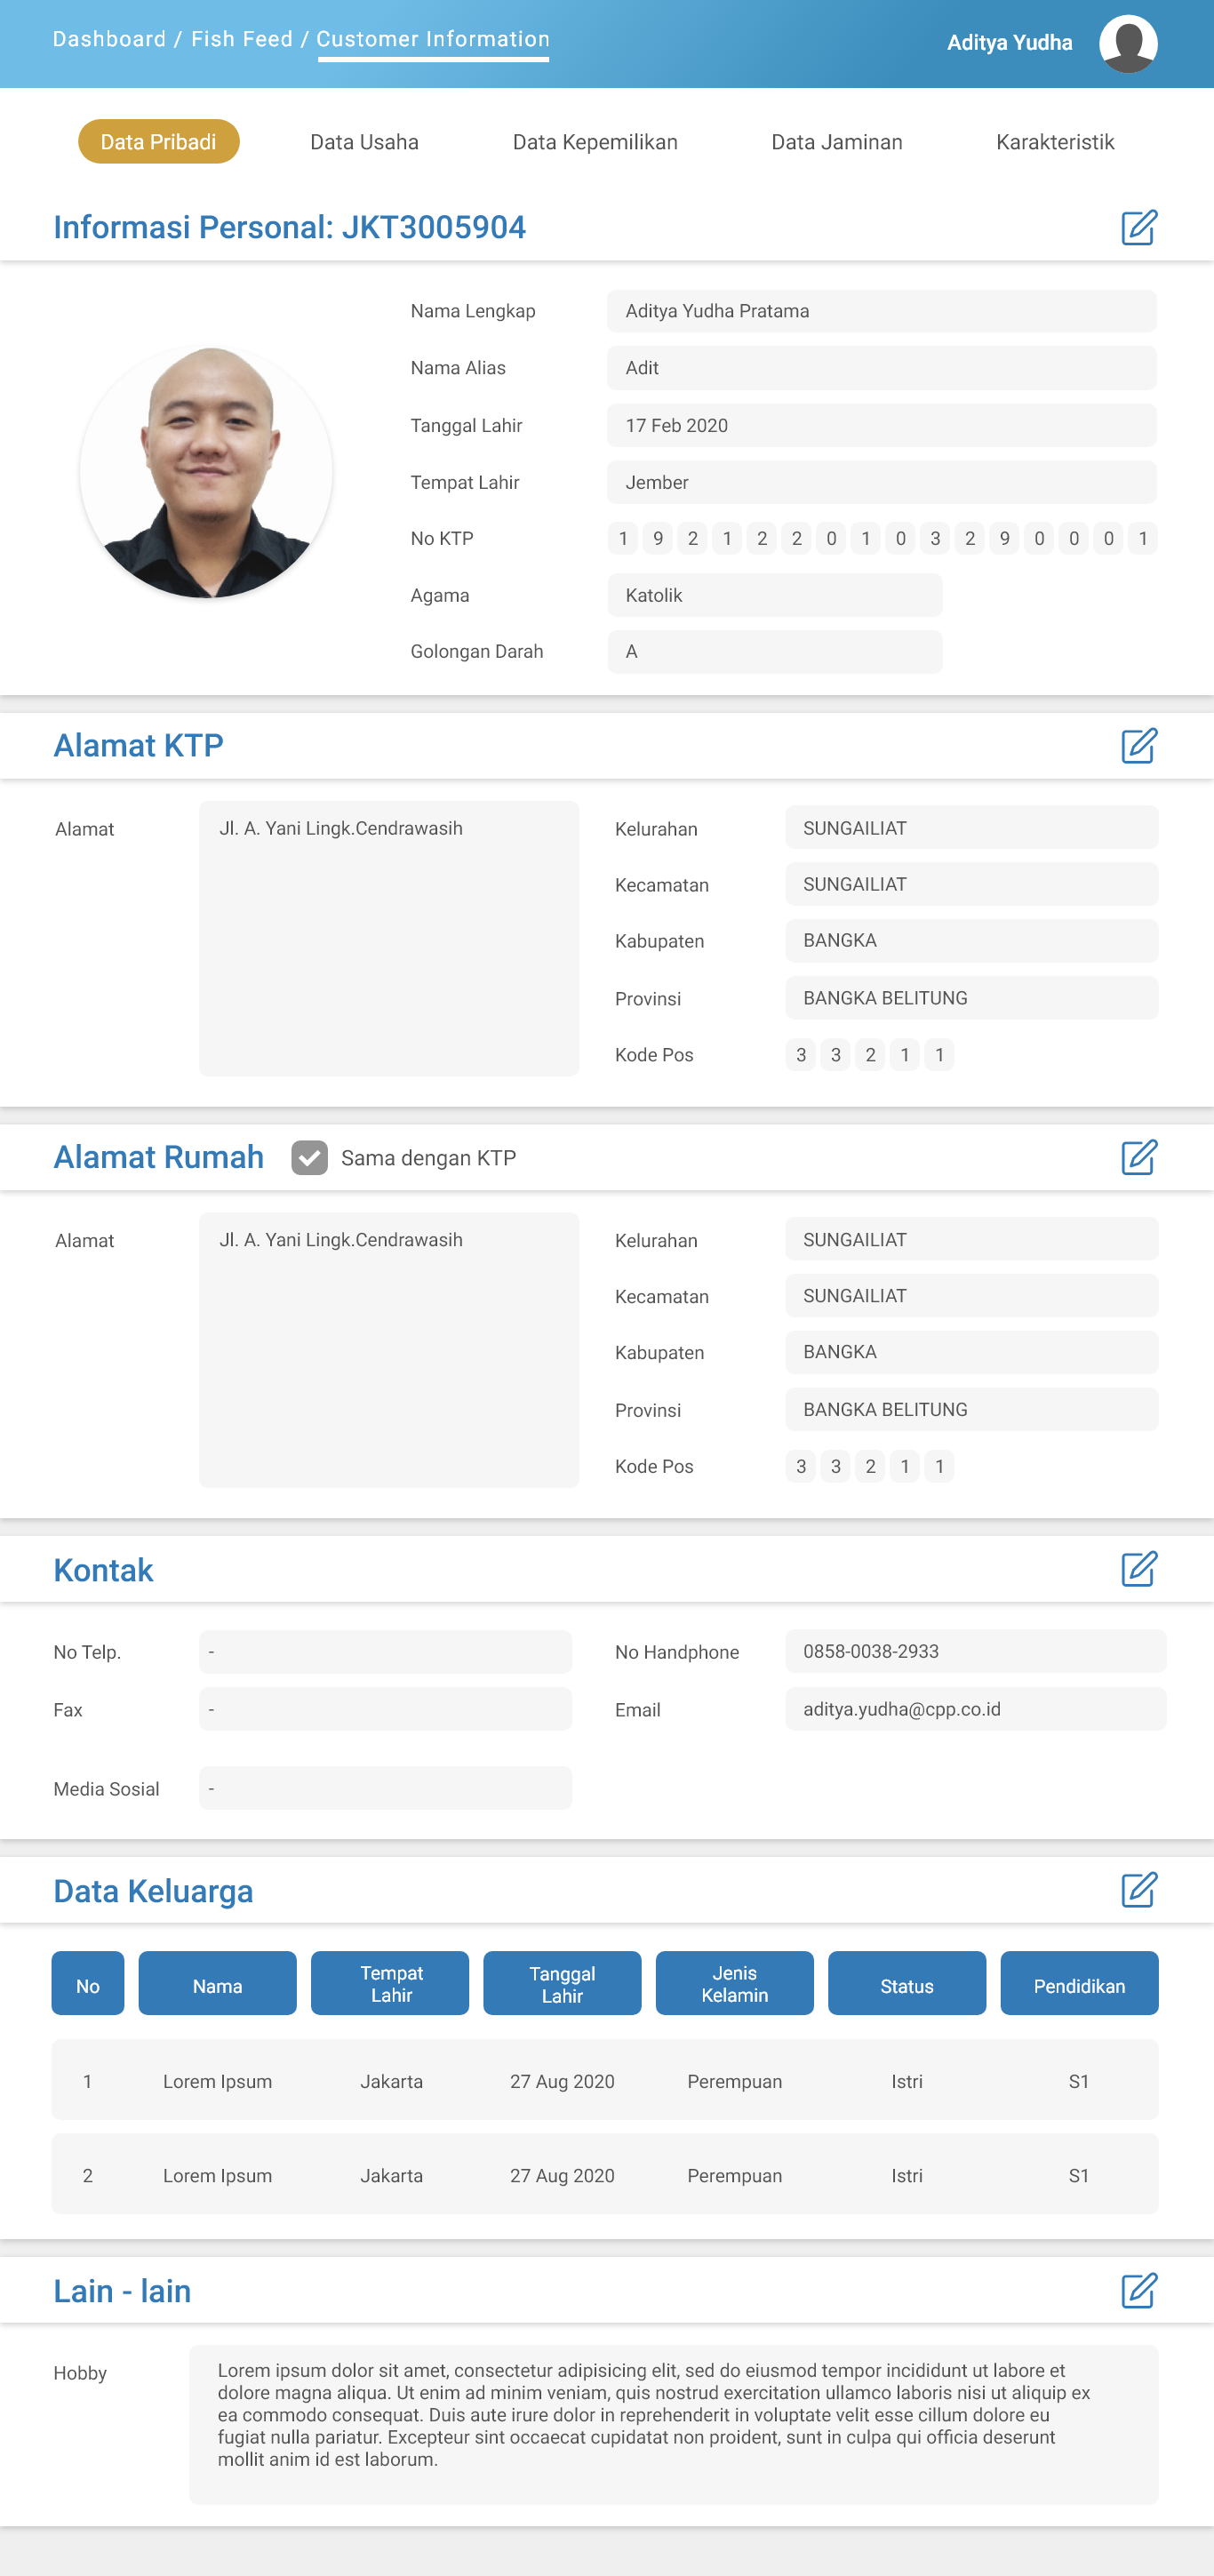 Dashboard / Fish Feed / Customer Information
Aditya Yudha
Data Pribadi
Data Usaha
Data Kepemilikan
Data Jaminan
Karakteristik
Informasi Personal: JKT3005904
Nama Lengkap
Aditya Yudha Pratama
Nama Alias
Adit
Tanggal Lahir
17 Feb 2020
Tempat Lahir
Jember
No KTP
1 9 2 1 2 2 0 1 0 3 2 9 0 0 0 1
Agama
Katolik
Golongan Darah
A
Alamat KTP
Alamat
Jl. A. Yani Lingk.Cendrawasih
Kelurahan
SUNGAILIAT
Kecamatan
SUNGAILIAT
Kabupaten
BANGKA
Provinsi
BANGKA BELITUNG
Kode Pos
3 3 2 1 1
Alamat Rumah
Sama dengan KTP
Alamat
Jl. A. Yani Lingk.Cendrawasih
Kelurahan
SUNGAILIAT
Kecamatan
SUNGAILIAT
Kabupaten
BANGKA
Provinsi
BANGKA BELITUNG
Kode Pos
3 3 2 1 1
Kontak
No Telp.
-
No Handphone
0858-0038-2933
Fax
-
Email
aditya.yudha@cpp.co.id
Media Sosial
-
Data Keluarga
No
Nama
Tempat
Lahir
Tanggal
Lahir
Jenis
Kelamin
Status
Pendidikan
1 Lorem Ipsum Jakarta 27 Aug 2020 Perempuan Istri S1
2 Lorem Ipsum Jakarta 27 Aug 2020 Perempuan Istri S1
Lain - lain
Hobby
Lorem ipsum dolor sit amet, consectetur adipisicing elit, sed do eiusmod tempor incididunt ut labore et
dolore magna aliqua. Ut enim ad minim veniam, quis nostrud exercitation ullamco laboris nisi ut aliquip ex
ea commodo consequat. Duis aute irure dolor in reprehenderit in voluptate velit esse cillum dolore eu
fugiat nulla pariatur. Excepteur sint occaecat cupidatat non proident, sunt in culpa qui officia deserunt
mollit anim id est laborum.